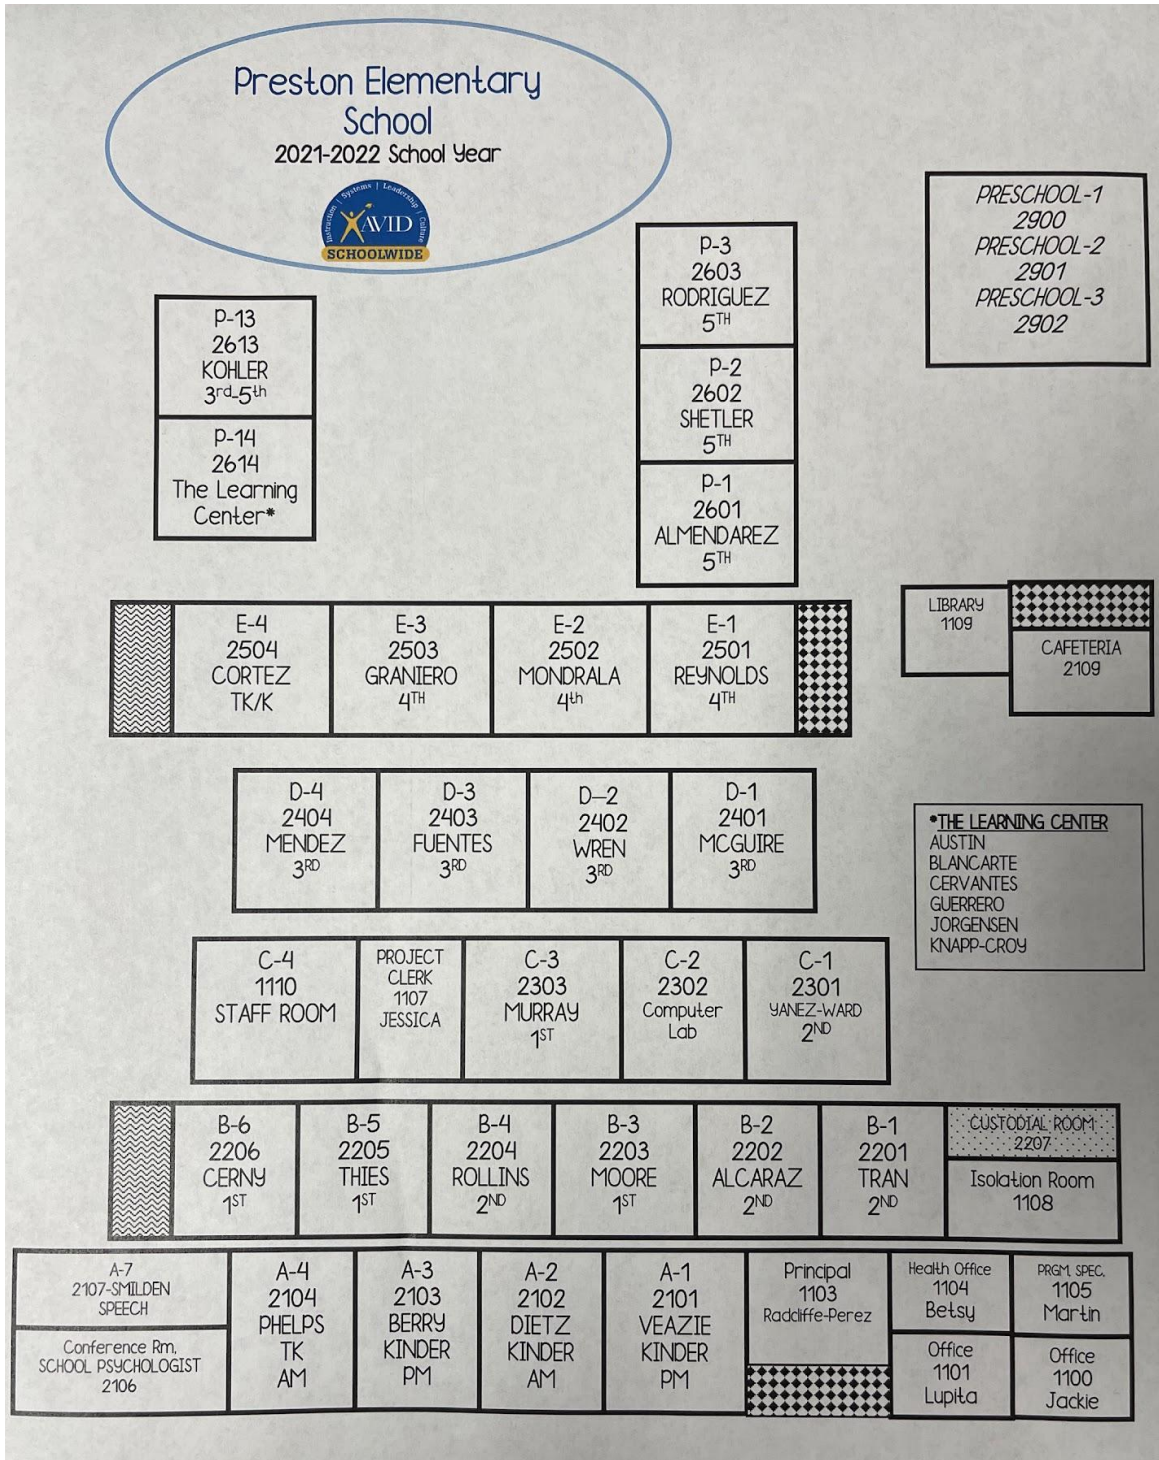 Preston Elementary
School
2021-2022 School Year
Instruction | Systems | Leadership | Culture
AVID
SCHOOLWIDE
PRESCHOOL-1
2900
PRESCHOOL-2
2901
PRESCHOOL-3
2902
P-3
2603
RODRIGUEZ
5TH
P-2
2602
SHETLER
5TH
P-1
2601
ALMENDAREZ
5TH
P-13
2613
KOHLER
3rd-5th
P-14
2614
The Learning
Center*
E-4
2504
CORTEZ
TK/K
E-3
2503
GRANIERO
4TH
E-2
2502
MONDRALA
4th
E-1
2501
REYNOLDS
4TH
LIBRARY
1109
CAFETERIA
2109
D-4
2404
MENDEZ
3RD
D-3
2403
FUENTES
3RD
D—2
2402
WREN
3RD
D-1
2401
MCGUIRE
3RD
*THE LEARNING CENTER
AUSTIN
BLANCARTE
CERVANTES
GUERRERO
JORGENSEN
KNAPP-CROY
C-4
1110
STAFF ROOM
PROJECT
CLERK
1107
JESSICA
C-3
2303
MURRAY
1ST
C-2
2302
Computer
Lab
C-1
2301
YANEZ-WARD
2ND
B-6
2206
CERNY
1ST
B-5
2205
THIES
1ST
B-4
2204
ROLLINS
2ND
B-3
2203
MOORE
1ST
B-2
2202
ALCARAZ
2ND
B-1
2201
TRAN
2ND
CUSTODIAL ROOM
2207
Isolation Room
1108
A-7
2107-SMILDEN
SPEECH
Conference Rm,
SCHOOL PSYCHOLOGIST
2106
A-4
2104
PHELPS
TK
AM
A-3
2103
BERRY
KINDER
PM
A-2
2102
DIETZ
KINDER
AM
A-1
2101
VEAZIE
KINDER
PM
Principal
1103
Radcliffe-Perez
Health Office
1104
Betsy
PRGM, SPEC,
1105
Martin
Office
1101
Lupita
Office
1100
Jackie